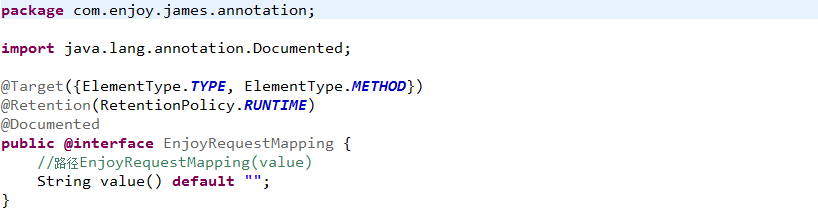 package com.enjoy.james.annotation;
import java.lang.annotation.Documented;
@Target({ElementType.TYPE, ElementType.METHOD})
@Retention(RetentionPolicy.RUNTIME)
@Documented
public @interface EnjoyRequestMapping {
//路径EnjoyRequestMapping(value)
String value() default "";
}